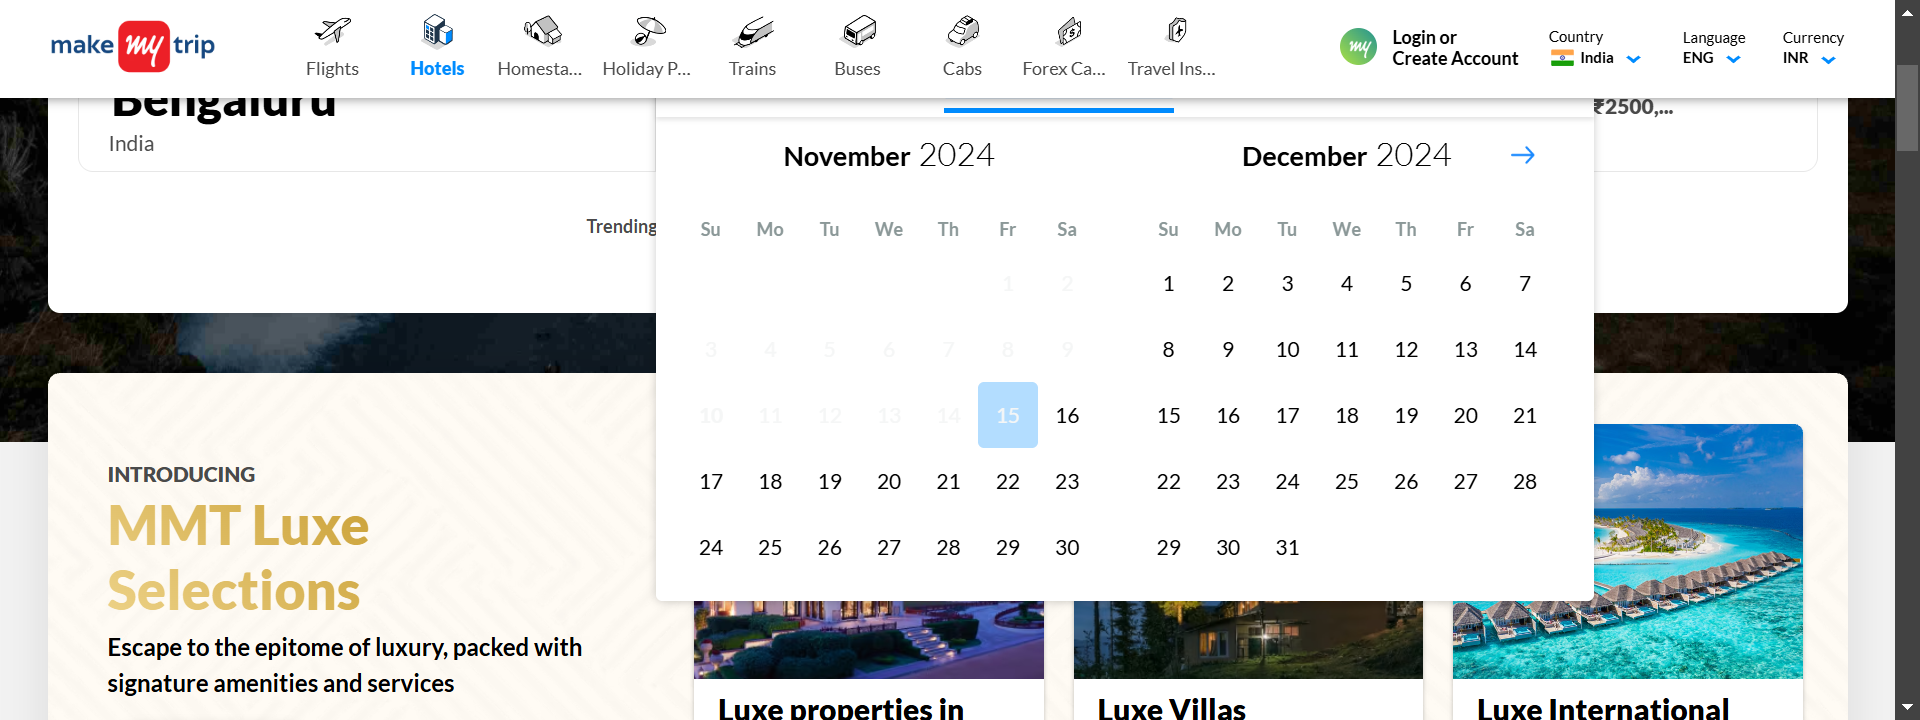 make my trip
Flights
Hotels
Homesta...
Holiday P...
Trains
Buses
Cabs
Forex Ca...
Travel Ins...
my
Login or
Create Account
Country
India
Language
ENG
Currency
INR
Bengaluru
India
₹2500,...
Trending
November 2024
Su Mo Tu We Th Fr Sa
1 2
3 4 5 6 7 8 9
10 11 12 13 14 15 16
17 18 19 20 21 22 23
24 25 26 27 28 29 30
December 2024
Su Mo Tu We Th Fr Sa
1 2 3 4 5 6 7
8 9 10 11 12 13 14
15 16 17 18 19 20 21
22 23 24 25 26 27 28
29 30 31
INTRODUCING
MMT Luxe
Selections
Escape to the epitome of luxury, packed with
signature amenities and services
Luxe properties in
Luxe Villas
Luxe International